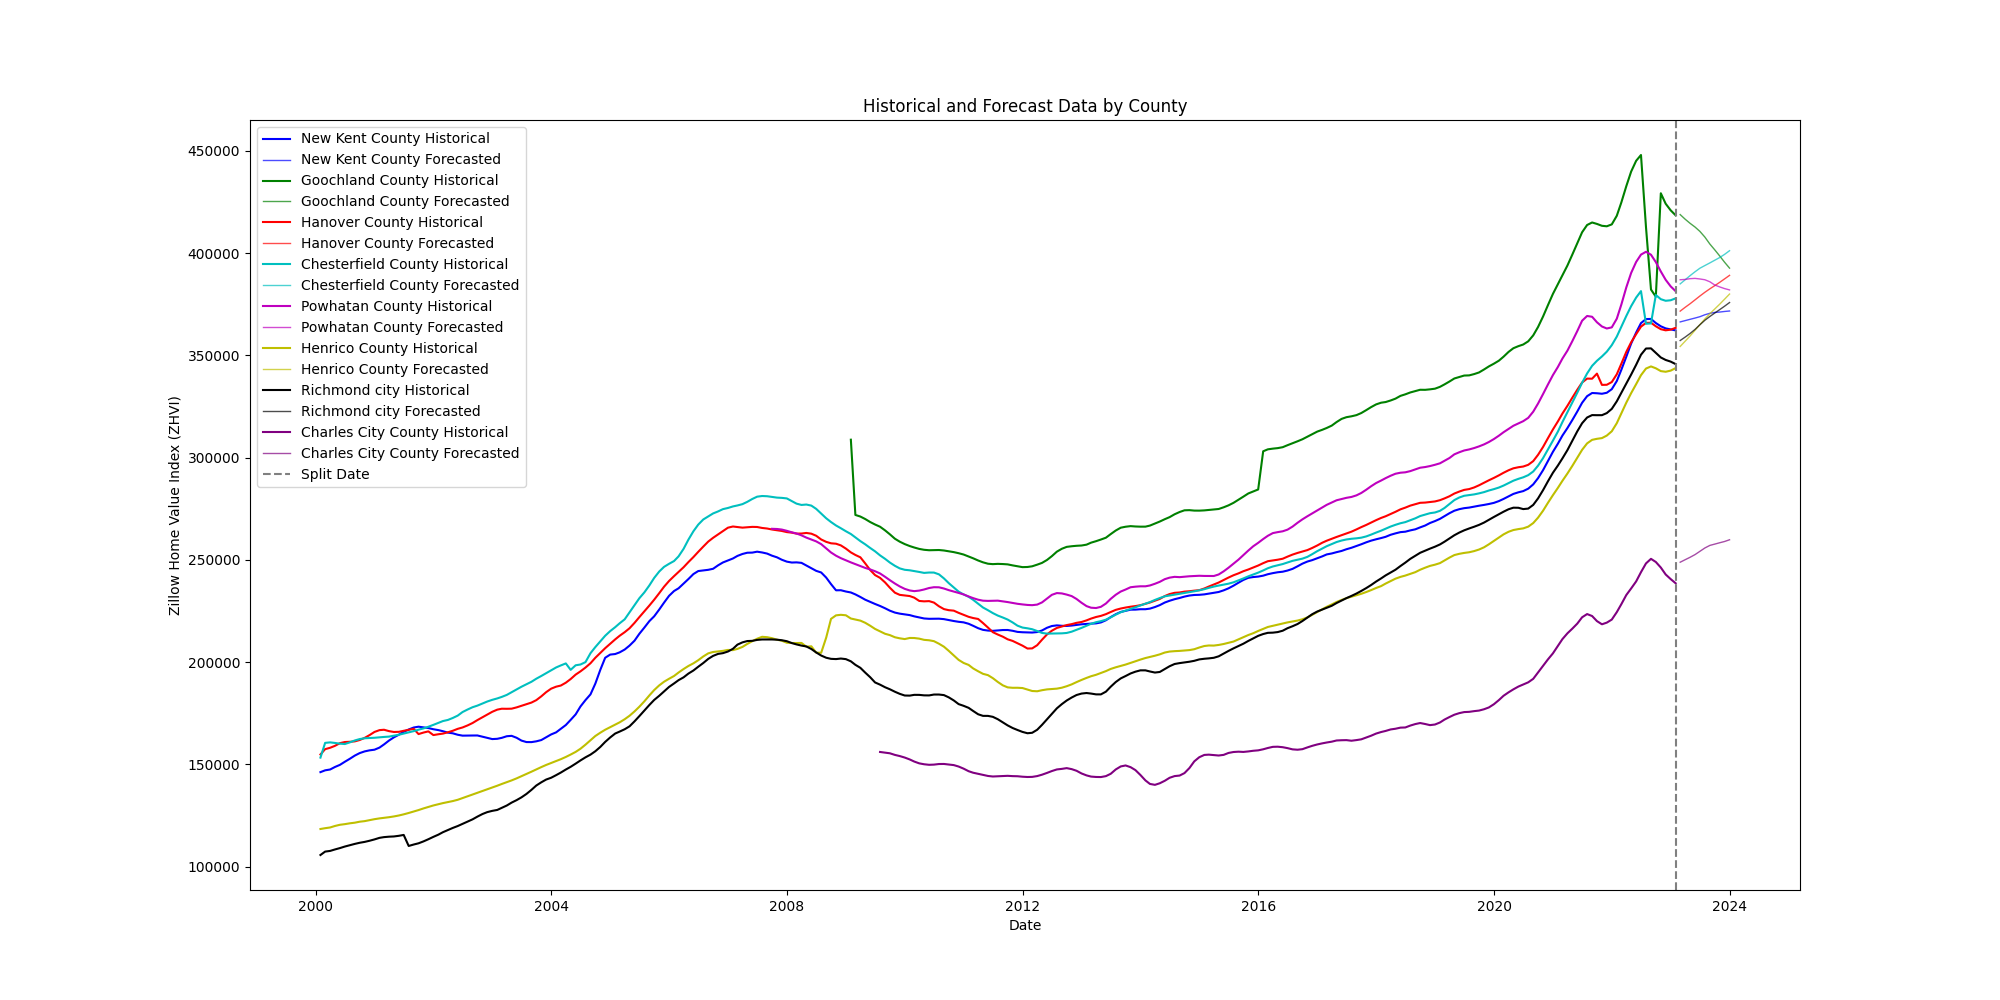 Historical and Forecast Data by County
New Kent County Historical
New Kent County Forecasted
Goochland County Historical
Goochland County Forecasted
Hanover County Historical
Hanover County Forecasted
Chesterfield County Historical
Chesterfield County Forecasted
Powhatan County Historical
Powhatan County Forecasted
Henrico County Historical
Henrico County Forecasted
Richmond city Historical
Richmond city Forecasted
Charles City County Historical
Charles City County Forecasted
Split Date
450000
400000
350000
300000
250000
200000
150000
100000
Zillow Home Value Index (ZHVI)
2000 2004 2008 2012 2016 2020 2024
Date